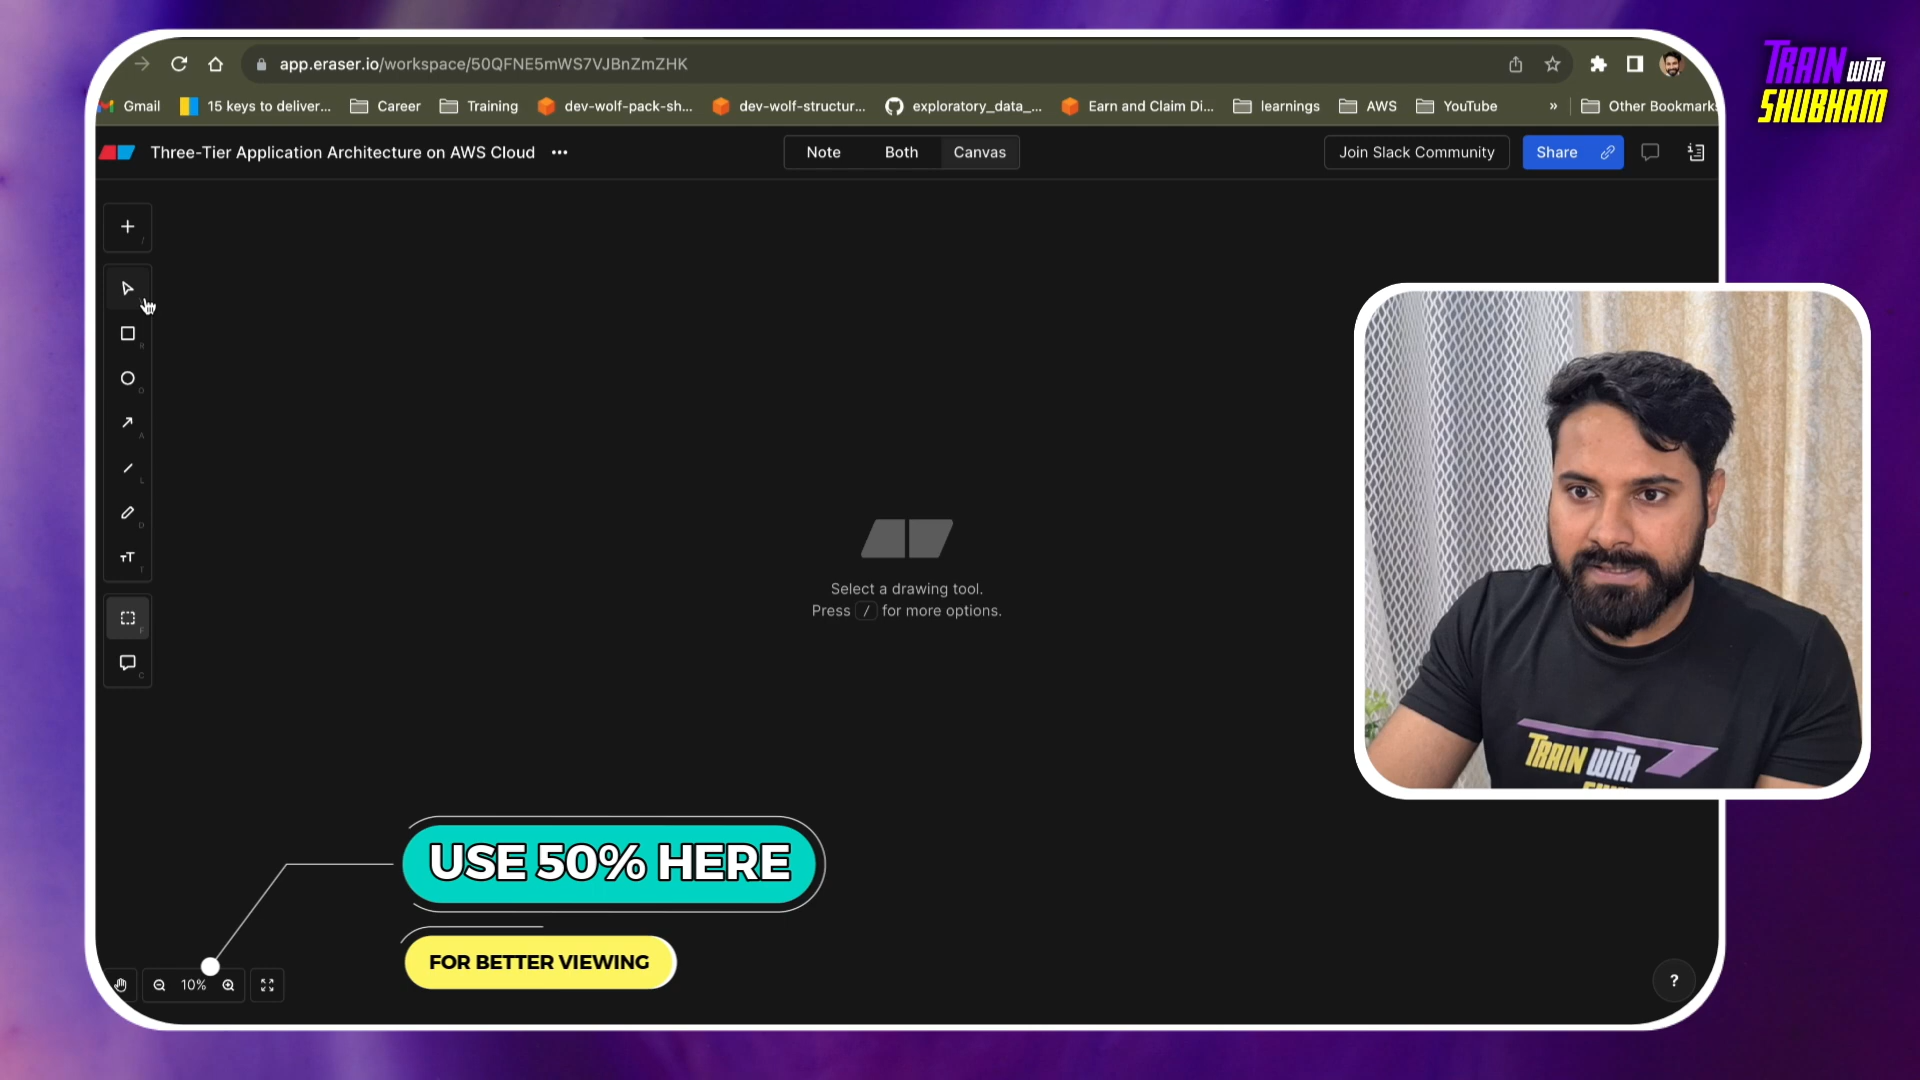 TRAIN WITH
SHUBHAM
app.eraser.io/workspace/50QFNE5mWS7VJBnZmZHK
Gmail
15 keys to deliver...
Career
Training
dev-wolf-pack-sh...
dev-wolf-structur...
exploratory_data_...
Earn and Claim Di...
learnings
AWS
YouTube
»
Other Bookmarks
Three-Tier Application Architecture on AWS Cloud
Note
Both
Canvas
Join Slack Community
Share
/
R
O
A
L
D
TT
T
F
C
Select a drawing tool.
Press / for more options.
TRAIN WITH
USE 50% HERE
FOR BETTER VIEWING
10%
?